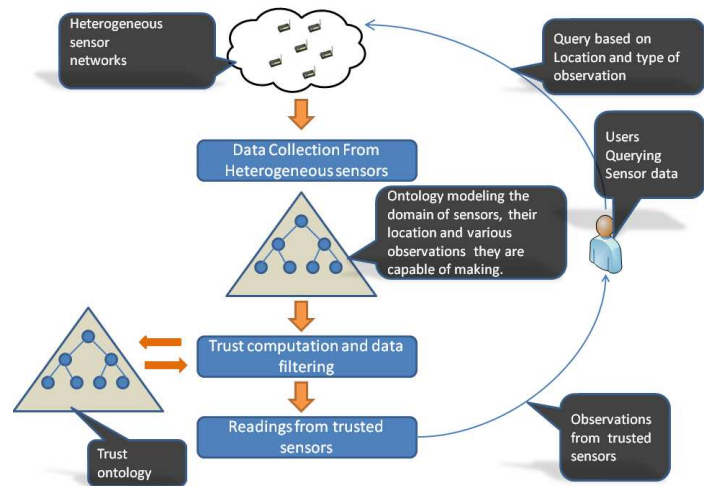 Heterogeneous
sensor
networks
Query based on
Location and type of
observation
Data Collection From
Heterogeneous sensors
Users
Querying
Sensor data
Ontology modeling the
domain of sensors, their
location and various
observations they are
capable of making.
Trust computation and data
filtering
Readings from trusted
sensors
Trust
ontology
Observations
from trusted
sensors